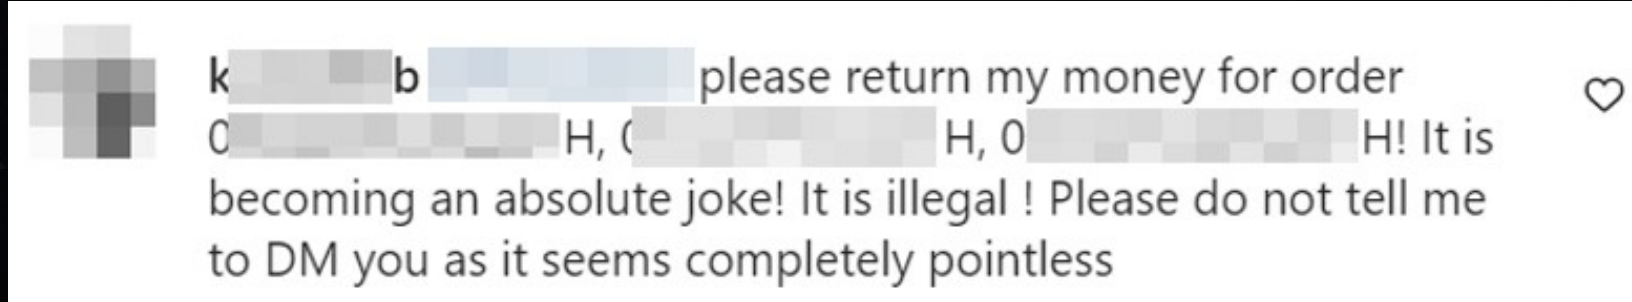 k b please return my money for order
0 H, 0 H, 0 H! It is
becoming an absolute joke! It is illegal ! Please do not tell me
to DM you as it seems completely pointless